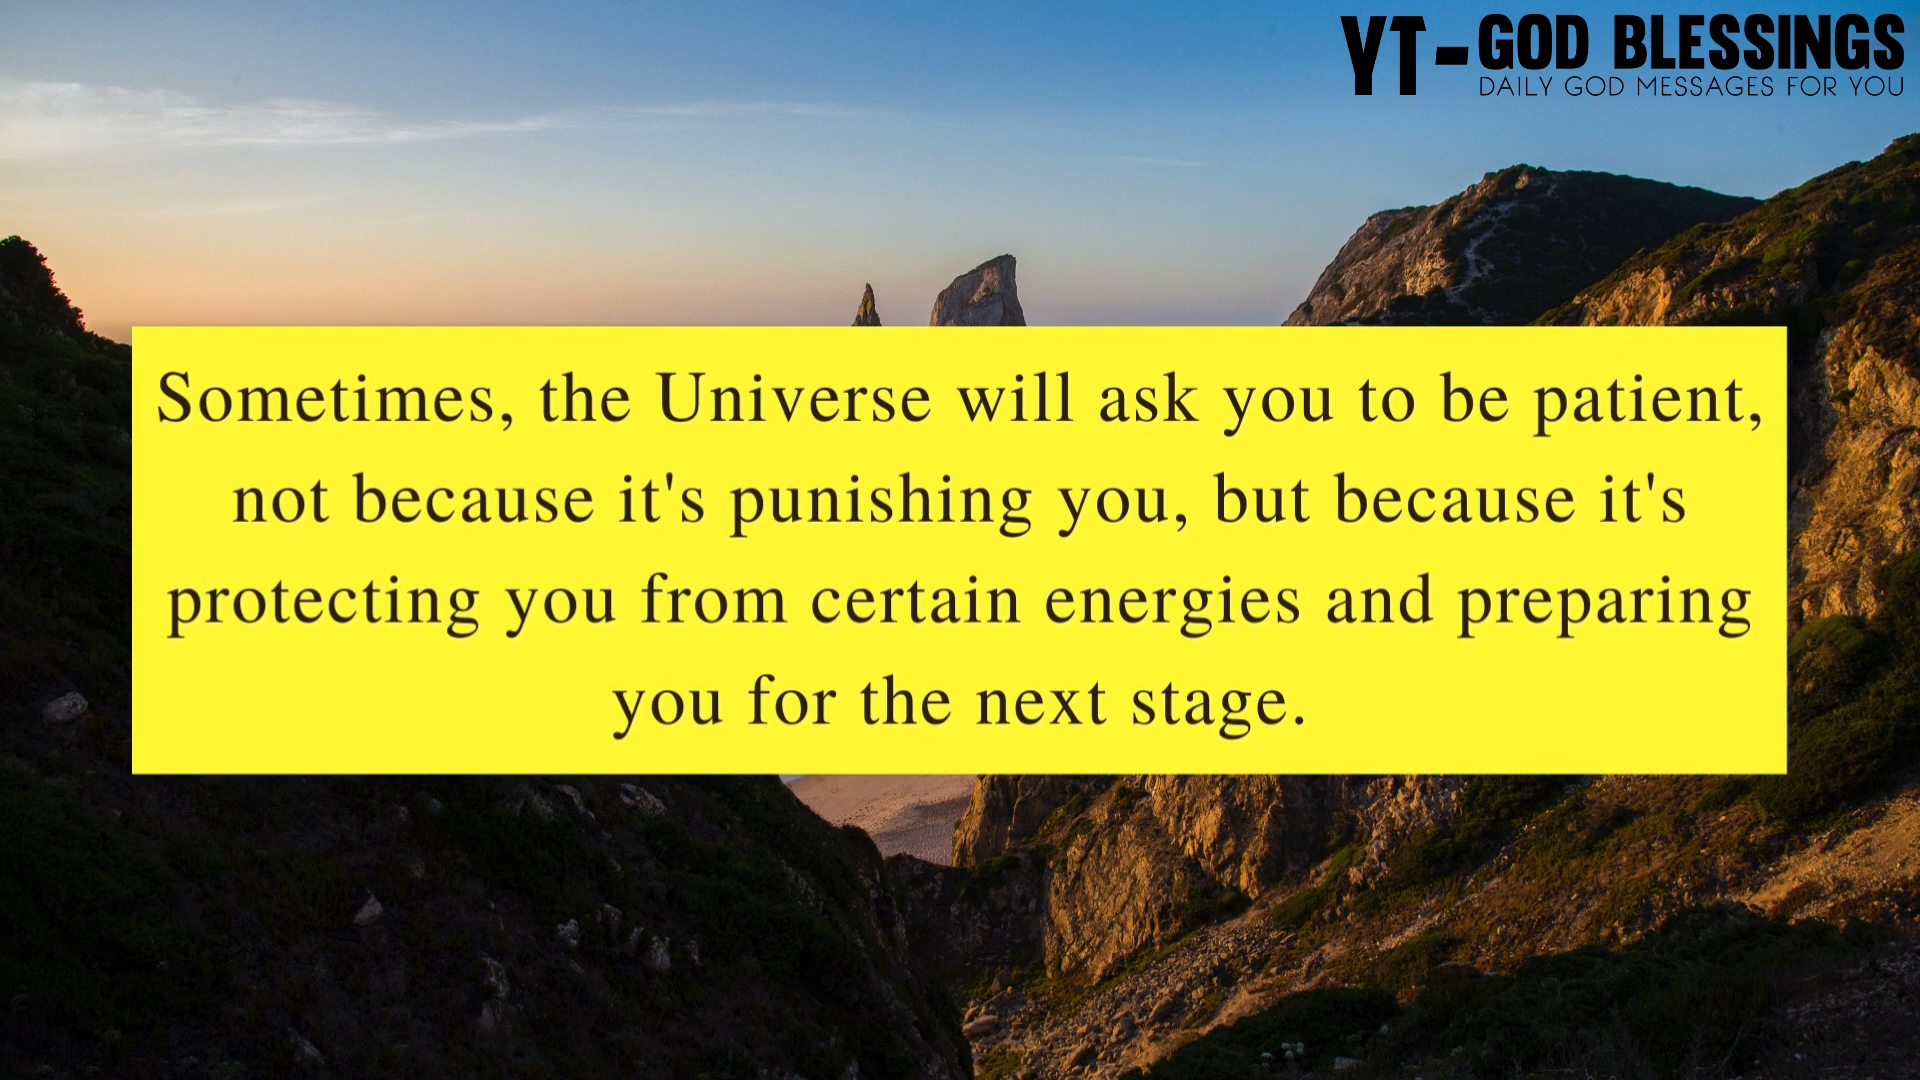 YT-GOD BLESSINGS
DAILY GOD MESSAGES FOR YOU
Sometimes, the Universe will ask you to be patient,
not because it's punishing you, but because it's
protecting you from certain energies and preparing
you for the next stage.